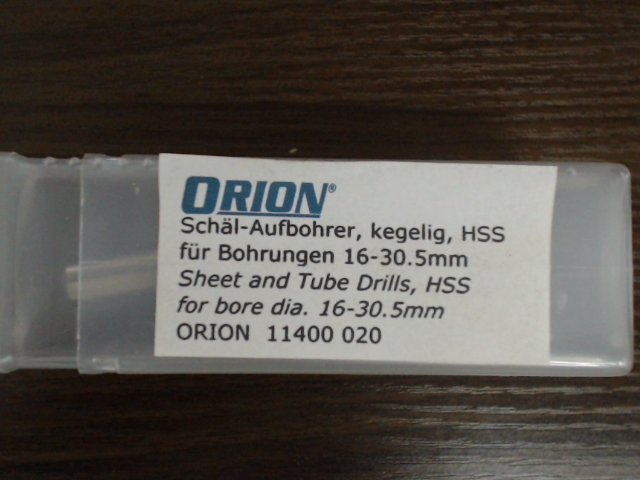 ORION®
Schäl-Aufbohrer, kegelig, HSS
für Bohrungen 16-30.5mm
Sheet and Tube Drills, HSS
for bore dia. 16-30.5mm
ORION 11400 020